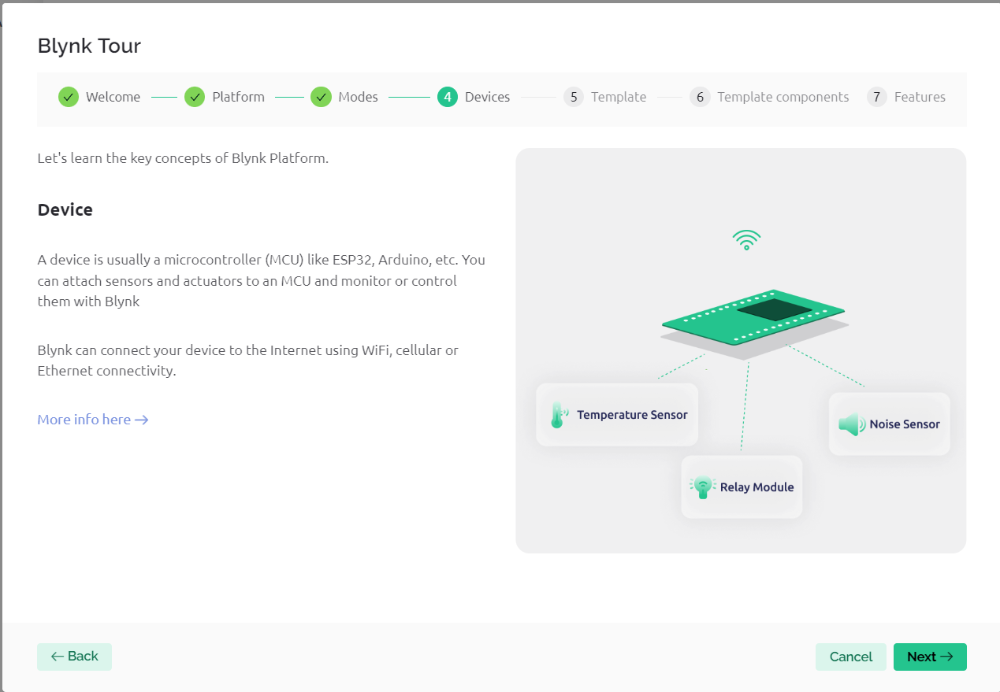 Blynk Tour
Welcome
Platform
Modes
4 Devices
5 Template
6 Template components
7 Features
Let's learn the key concepts of Blynk Platform.
Device
A device is usually a microcontroller (MCU) like ESP32, Arduino, etc. You
can attach sensors and actuators to an MCU and monitor or control
them with Blynk
Blynk can connect your device to the Internet using WiFi, cellular or
Ethernet connectivity.
More info here →
Temperature Sensor
Noise Sensor
Relay Module
← Back
Cancel
Next →